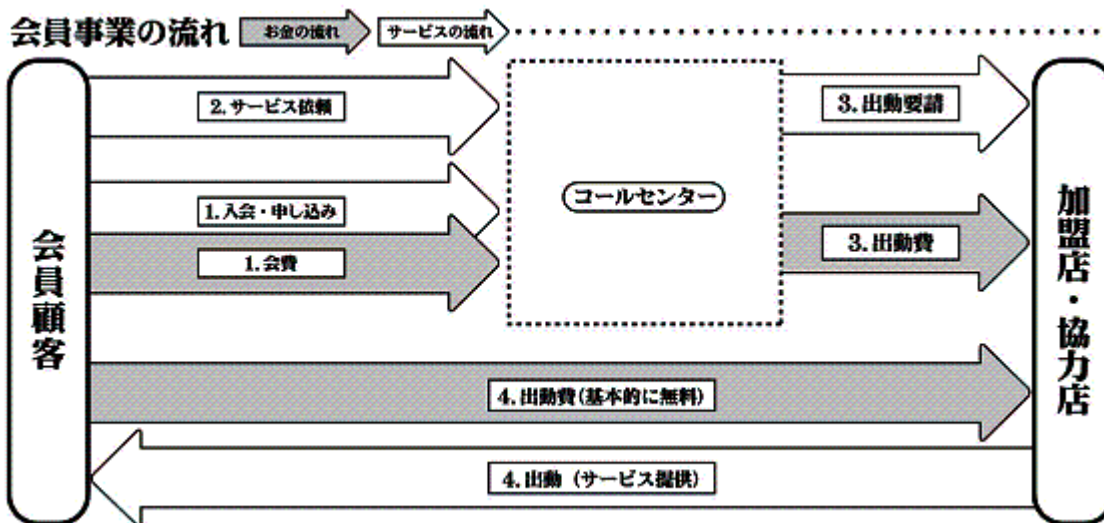 会員事業の流れ
お金の流れ
サービスの流れ
会員顧客
2.サービス依頼
1.入会・申し込み
1.会費
コールセンター
3.出動要請
3.出動費
4.出動費(基本的に無料)
4.出動（サービス提供）
加盟店・協力店